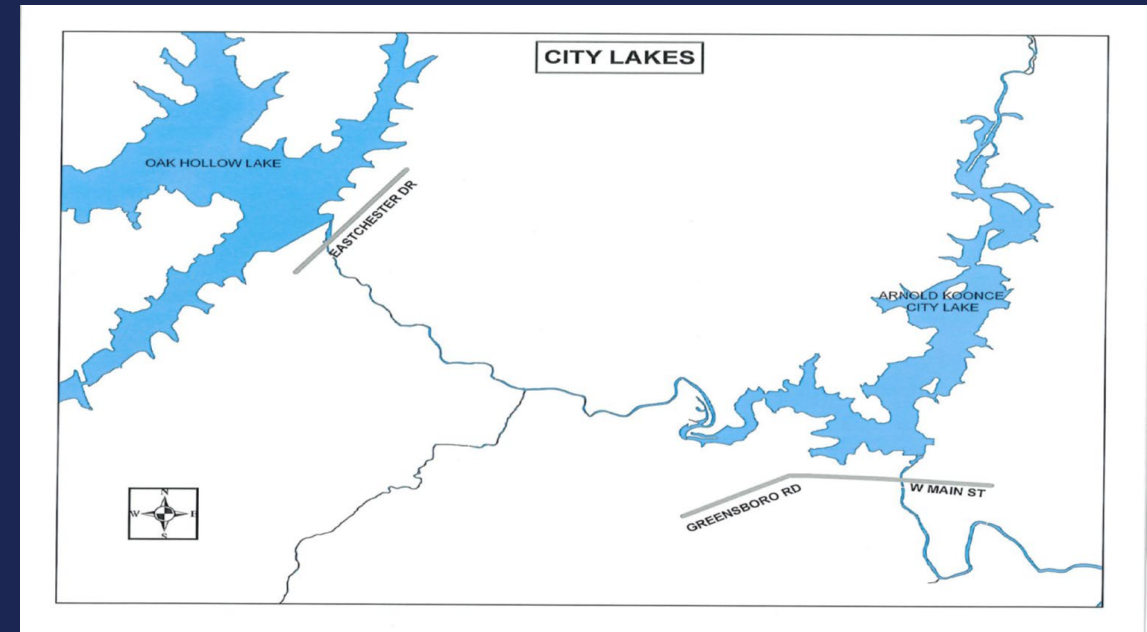 CITY LAKES
OAK HOLLOW LAKE
EASTCHESTER DR
ARNOLD KOONCE
CITY LAKE
GREENSBORO RD
W MAIN ST
N
W E
S